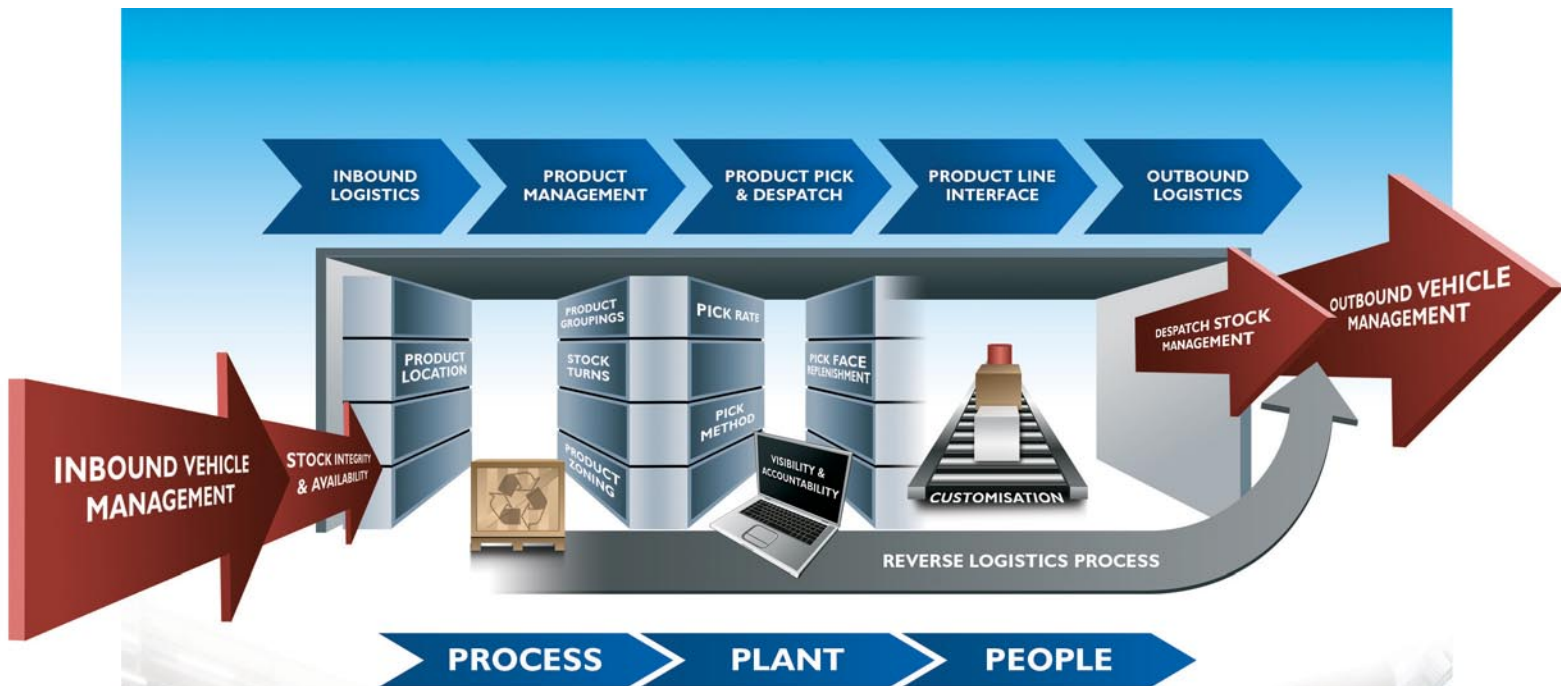 INBOUND
LOGISTICS
PRODUCT
MANAGEMENT
PRODUCT PICK
& DESPATCH
PRODUCT LINE
INTERFACE
OUTBOUND
LOGISTICS
INBOUND VEHICLE
MANAGEMENT
STOCK INTEGRITY
& AVAILABILITY
PRODUCT
LOCATION
PRODUCT
GROUPINGS
STOCK
TURNS
PRODUCT
ZONING
PICK RATE
PICK
METHOD
PICK FACE
REPLENISHMENT
VISIBILITY &
ACCOUNTABILITY
CUSTOMISATION
DESPATCH STOCK
MANAGEMENT
OUTBOUND VEHICLE
MANAGEMENT
REVERSE LOGISTICS PROCESS
PROCESS
PLANT
PEOPLE